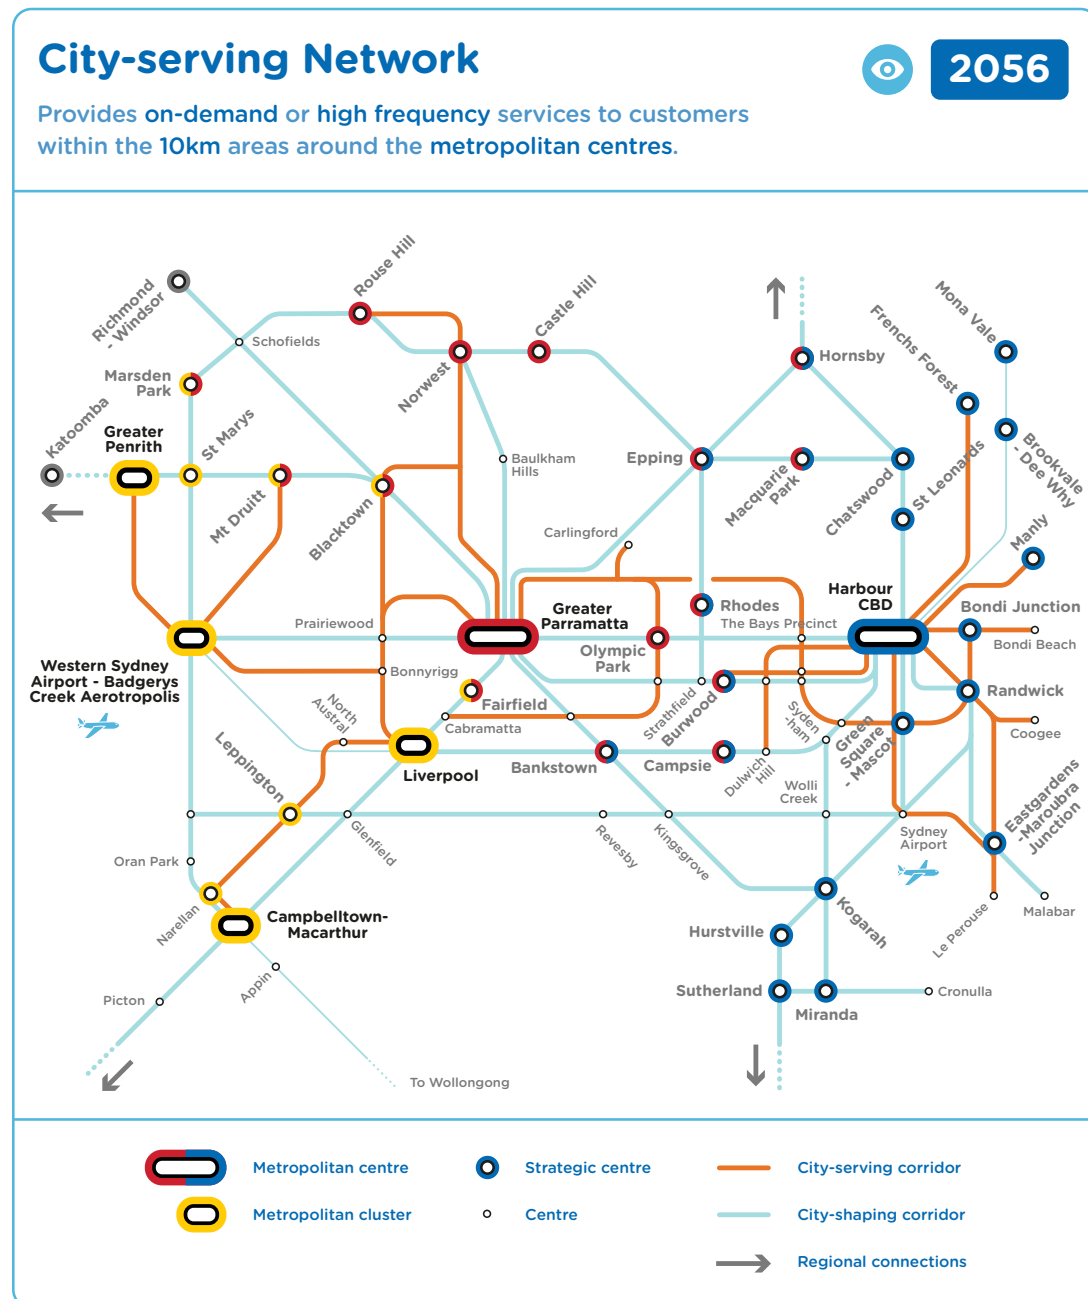 City-serving Network
2056
Provides on-demand or high frequency services to customers
within the 10km areas around the metropolitan centres.
Richmond
- Windsor
Rouse Hill
Castle Hill
Schofields
Hornsby
Mona Vale
Frenchs Forest
Marsden
Park
Norwest
Katoomba
Greater
Penrith
St Marys
Mt Druitt
Blacktown
Baulkham
Hills
Epping
Macquarie
Park
Chatswood
St Leonards
Brookvale
- Dee Why
Carlingford
Manly
Harbour
CBD
Greater
Parramatta
Rhodes
The Bays Precinct
Bondi Junction
Bondi Beach
Prairiewood
Olympic
Park
Western Sydney
Airport - Badgerys
Creek Aerotropolis
Bonnyrigg
Fairfield
Cabramatta
Strathfield
Burwood
Randwick
Coogee
North
Austral
Syden
-ham
Green
Square
- Mascot
Liverpool
Leppington
Bankstown
Campsie
Dulwich
Hill
Wolli
Creek
Glenfield
Revesby
Kingsgrove
Sydney
Airport
Eastgardens
-Maroubra
Junction
Oran Park
Narellan
Campbelltown-
Macarthur
Kogarah
Le Perouse
Malabar
Hurstville
Picton
Appin
Sutherland
Miranda
Cronulla
To Wollongong
Metropolitan centre
Strategic centre
City-serving corridor
Metropolitan cluster
Centre
City-shaping corridor
Regional connections